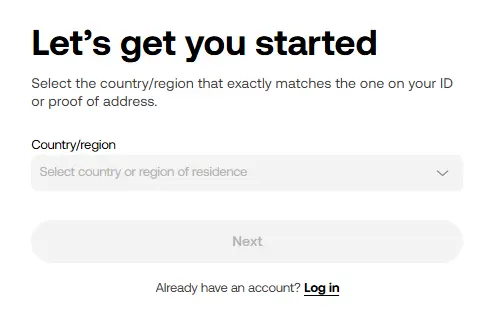 Let’s get you started
Select the country/region that exactly matches the one on your ID
or proof of address.
Country/region
Select country or region of residence
Next
Already have an account? Log in